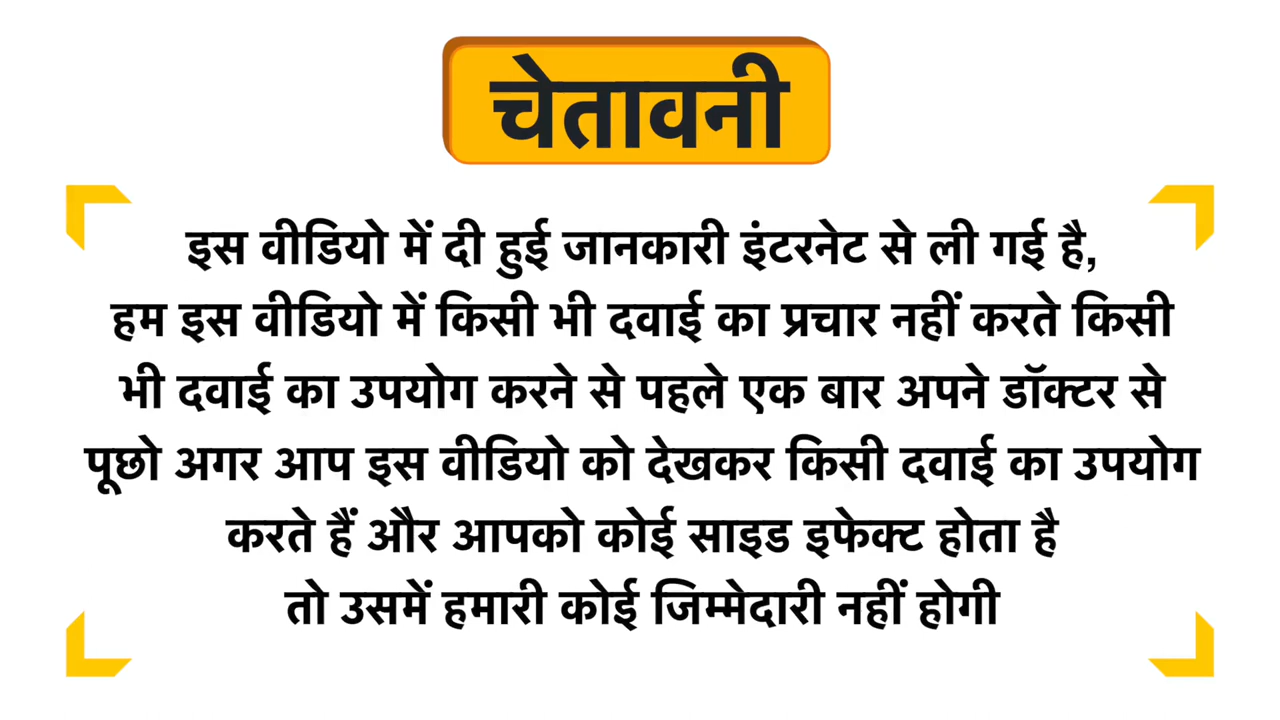 चेतावनी
इस वीडियो में दी हुई जानकारी इंटरनेट से ली गई है,
हम इस वीडियो में किसी भी दवाई का प्रचार नहीं करते किसी
भी दवाई का उपयोग करने से पहले एक बार अपने डॉक्टर से
पूछो अगर आप इस वीडियो को देखकर किसी दवाई का उपयोग
करते हैं और आपको कोई साइड इफेक्ट होता है
तो उसमें हमारी कोई जिम्मेदारी नहीं होगी